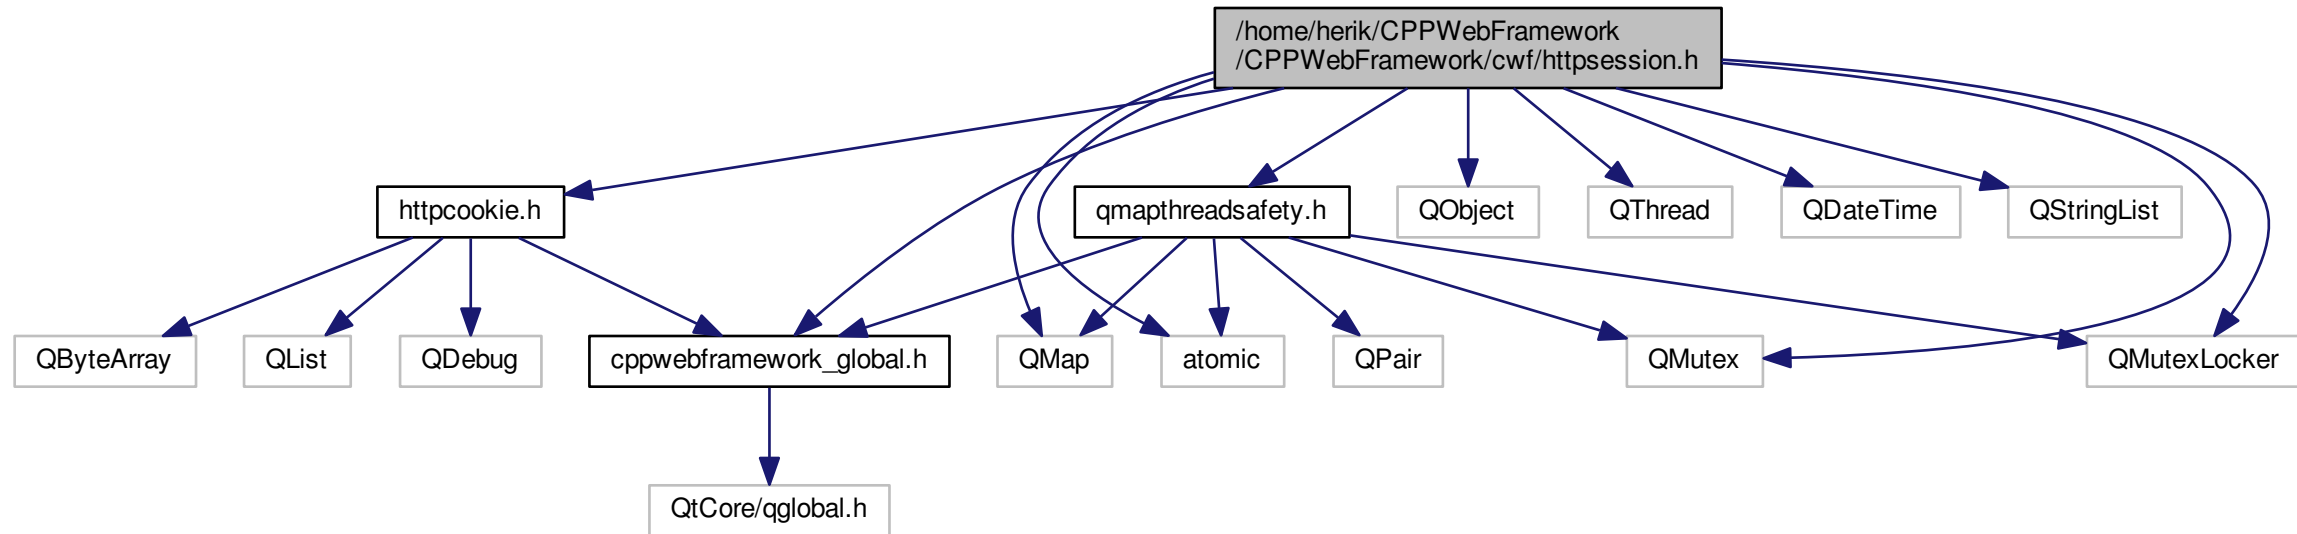 /home/herik/CPPWebFramework
/CPPWebFramework/cwf/httpsession.h
httpcookie.h
qmapthreadsafety.h
QObject
QThread
QDateTime
QStringList
QByteArray
QList
QDebug
cppwebframework_global.h
QMap
atomic
QPair
QMutex
QMutexLocker
QtCore/qglobal.h